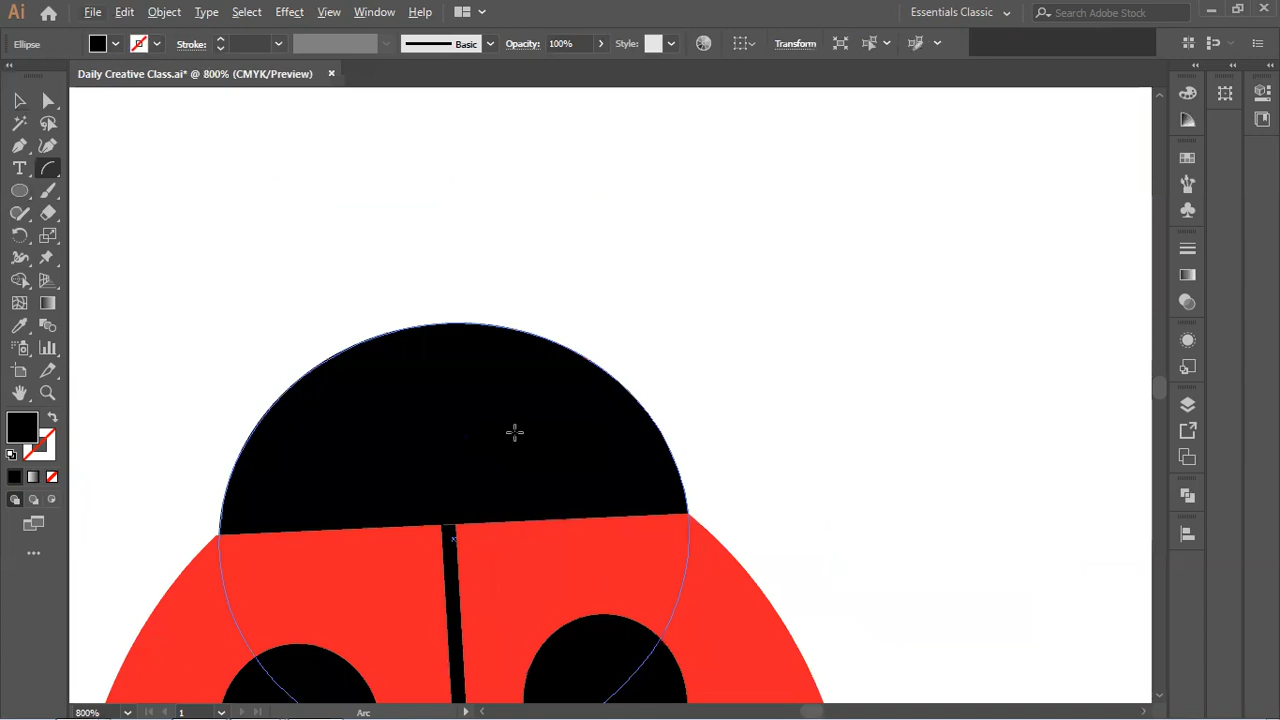 Ai File Edit Object Type Select Effect View Window Help Essentials Classic Search Adobe Stock
Ellipse Stroke: Basic Opacity: 100% Style: Transform
Daily Creative Class.ai* @ 800% (CMYK/Preview)
T
800% 1 Arc